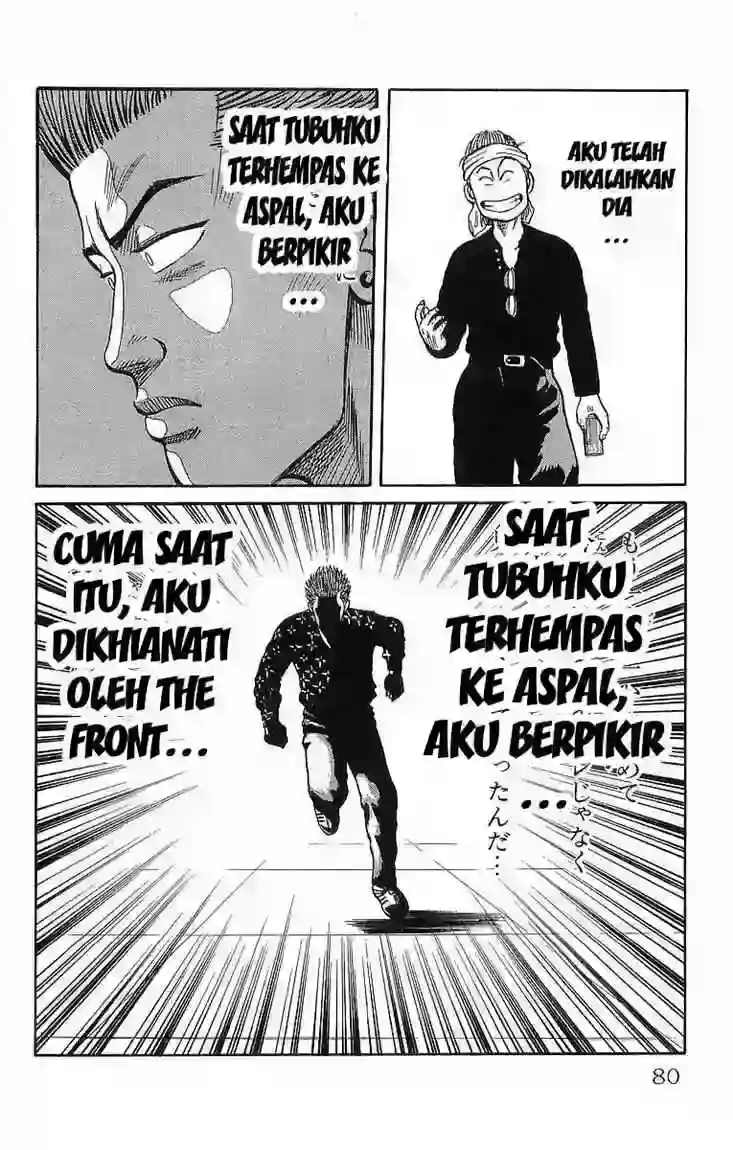 AKU TELAH
DIKALAHKAN
DIA
...
SAAT TUBUHKU
TERHEMPAS KE
ASPAL, AKU
BERPIKIR
...
SAAT
TUBUHKU
TERHEMPAS
KE ASPAL,
AKU BERPIKIR
...
じゃなく
ったんだ…
CUMA SAAT
ITU, AKU
DIKHIANATI
OLEH THE
FRONT...
80